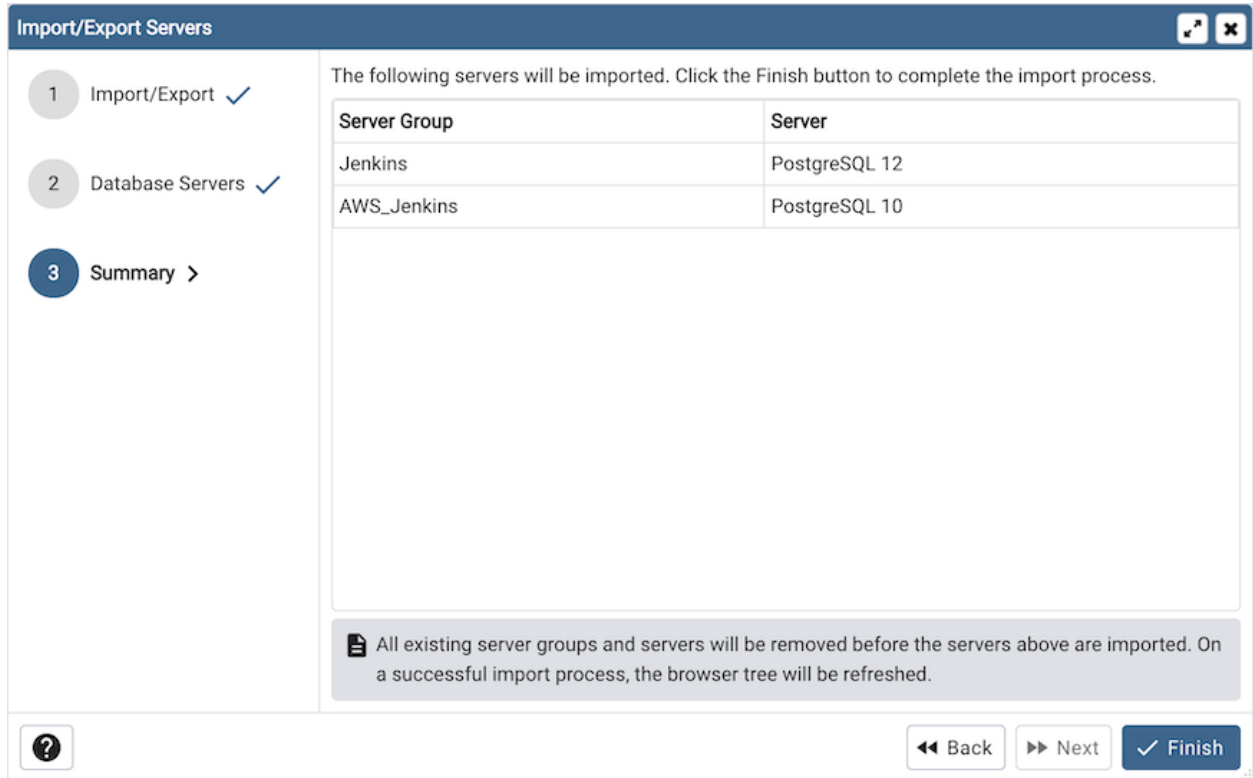 Import/Export Servers
1 Import/Export
2 Database Servers
3 Summary
The following servers will be imported. Click the Finish button to complete the import process.
Server Group Server
Jenkins PostgreSQL 12
AWS_Jenkins PostgreSQL 10
All existing server groups and servers will be removed before the servers above are imported. On
a successful import process, the browser tree will be refreshed.
? Back Next Finish